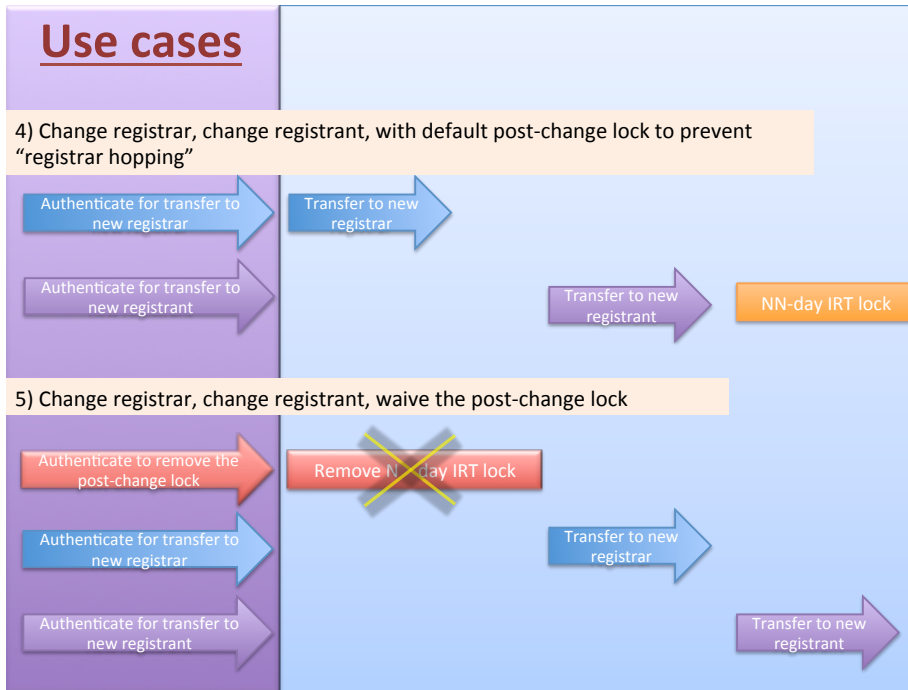 Use cases
4) Change registrar, change registrant, with default post-change lock to prevent
“registrar hopping”
Authenticate for transfer to
new registrar
Transfer to new
registrar
Authenticate for transfer to
new registrant
Transfer to new
registrant
NN-day IRT lock
5) Change registrar, change registrant, waive the post-change lock
Authenticate to remove the
post-change lock
Remove day IRT lock
Authenticate for transfer to
new registrar
Transfer to new
registrar
Authenticate for transfer to
new registrant
Transfer to new
registrant